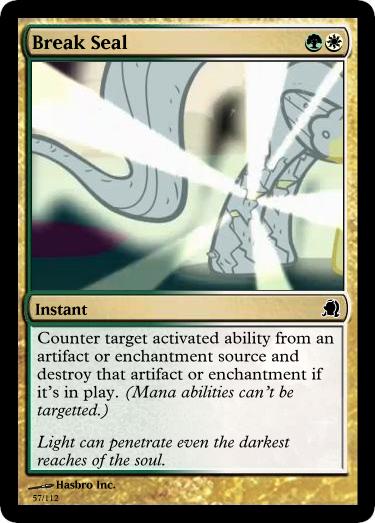 Break Seal
Instant
Counter target activated ability from an
artifact or enchantment source and
destroy that artifact or enchantment if
it's in play. (Mana abilities can't be
targetted.)
Light can penetrate even the darkest
reaches of the soul.
Hasbro Inc.
57/112